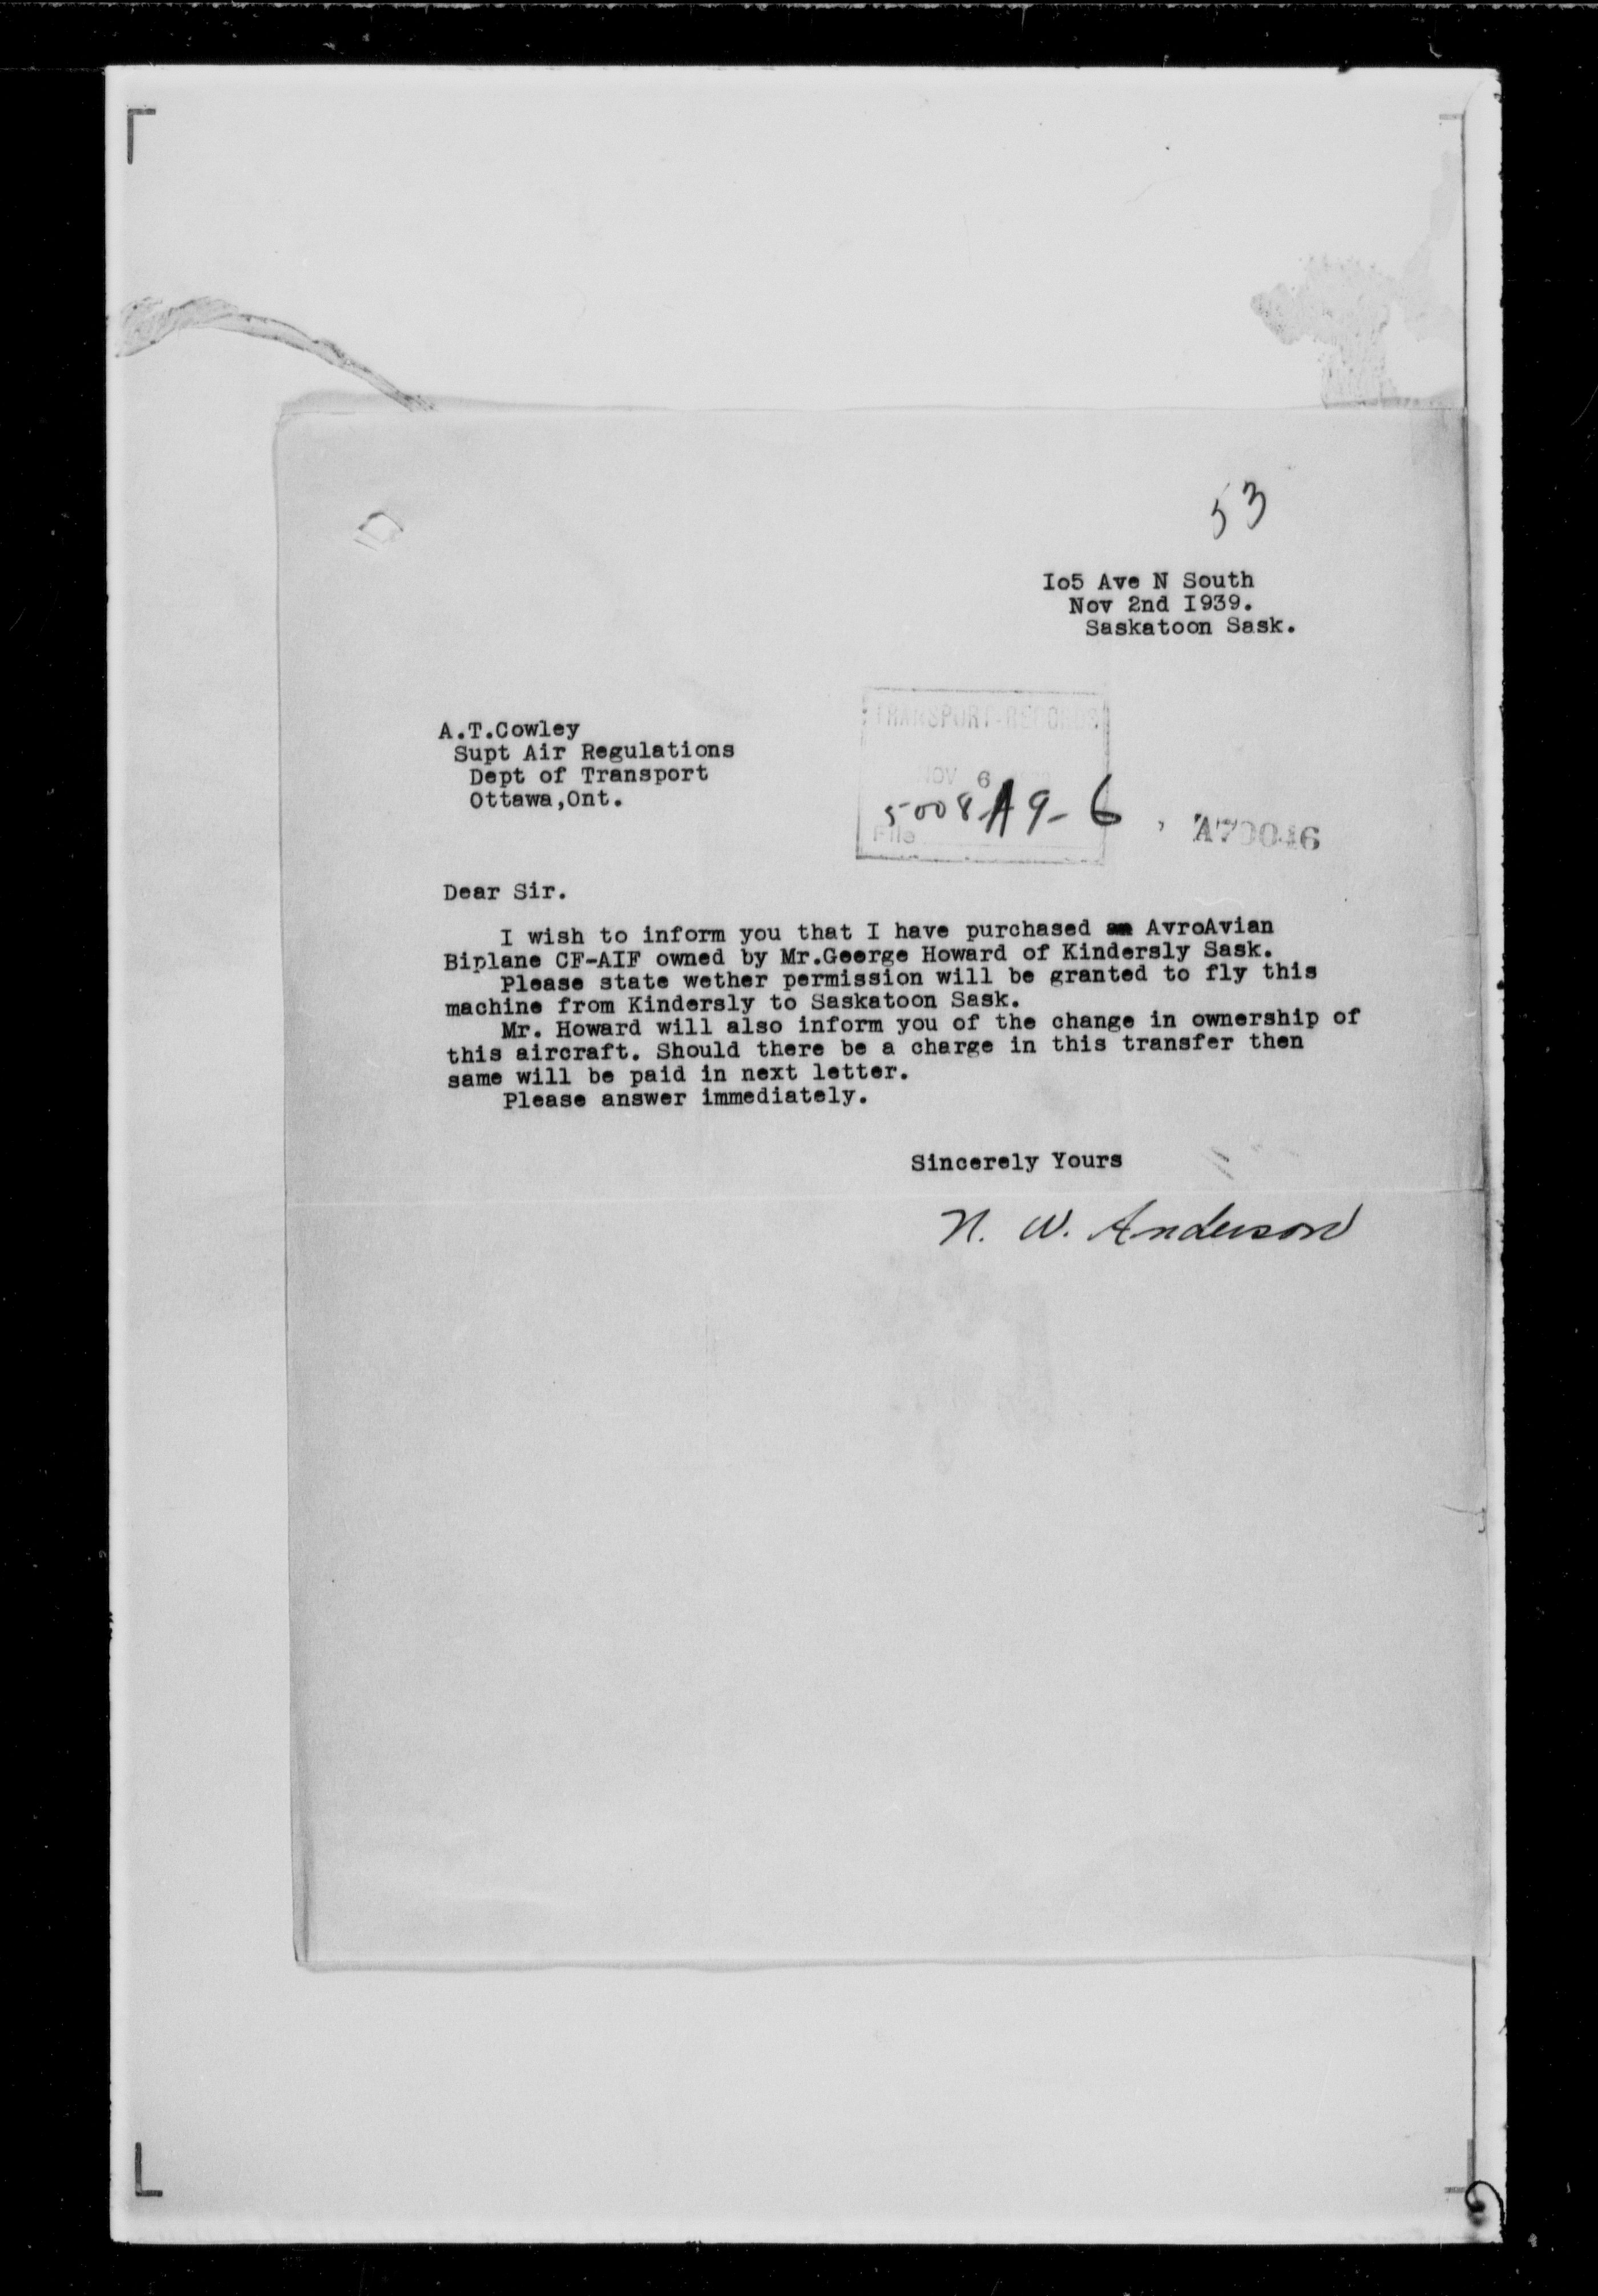 53
Io5 Ave N South
Nov 2nd I939.
Saskatoon Sask.
A.T.Cowley
Supt Air Regulations
Dept of Transport
Ottawa,Ont.
TRANSPORT-RECORDS
NOV 6
5008 A9-6
File
A70046
Dear Sir.
I wish to inform you that I have purchased an AvroAvian
Biplane CF-AIF owned by Mr.George Howard of Kindersly Sask.
Please state wether permission will be granted to fly this
machine from Kindersly to Saskatoon Sask.
Mr. Howard will also inform you of the change in ownership of
this aircraft. Should there be a charge in this transfer then
same will be paid in next letter.
Please answer immediately.
Sincerely Yours
N. W. Anderson